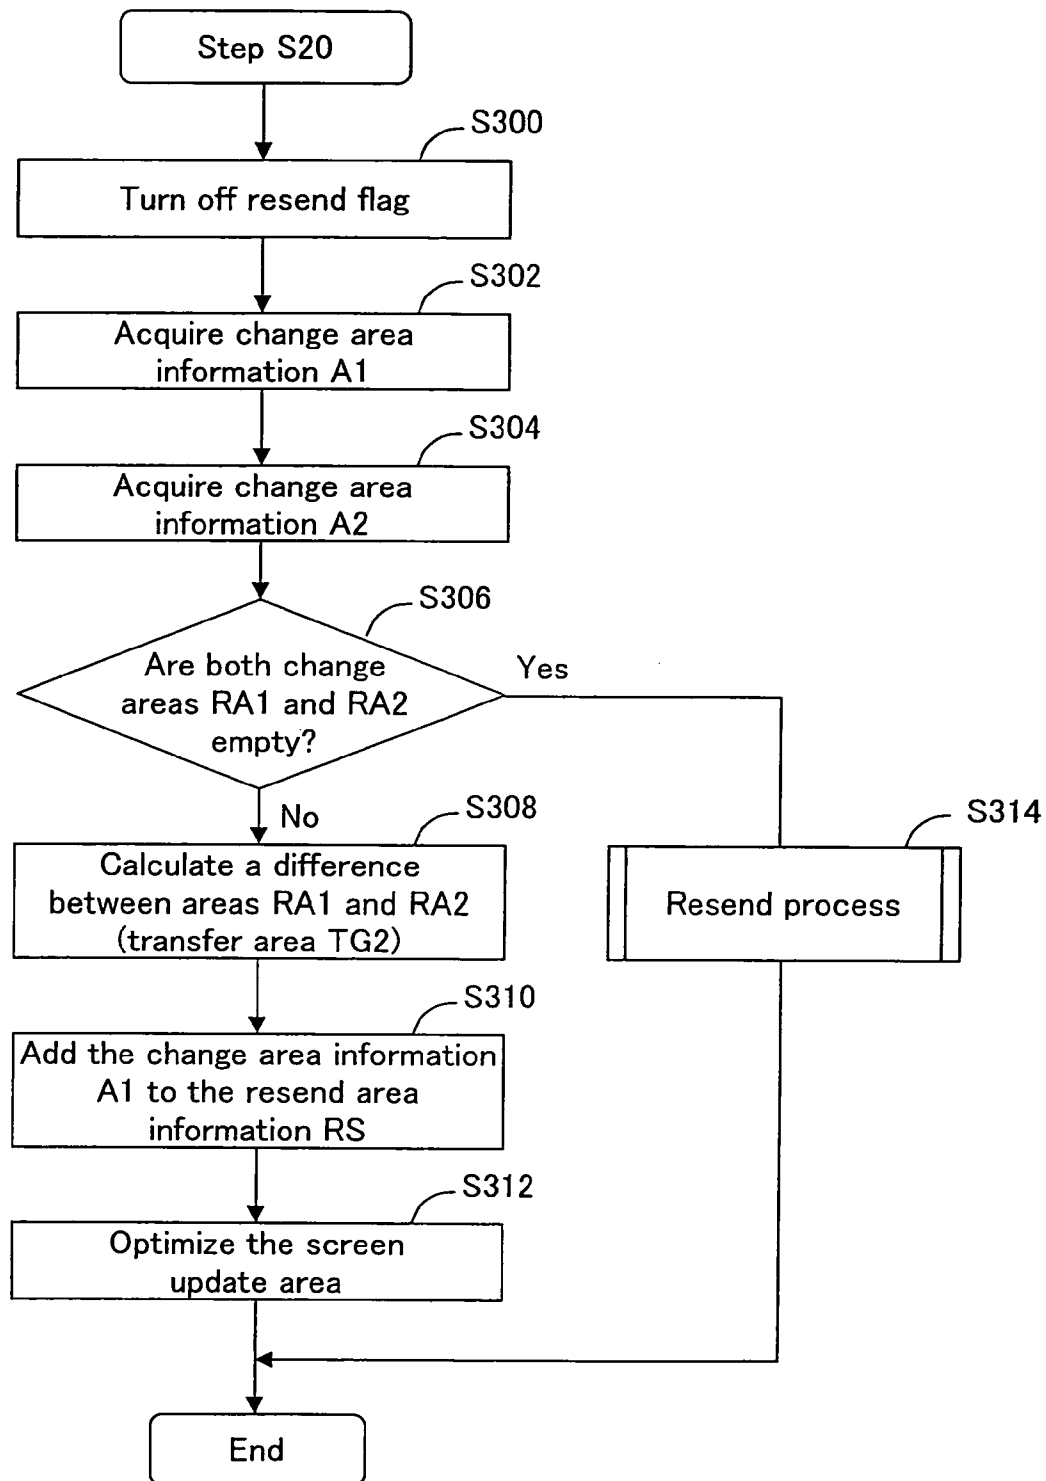 Step S20
S300
Turn off resend flag
S302
Acquire change area
information A1
S304
Acquire change area
information A2
S306
Are both change
areas RA1 and RA2
empty?
Yes
No
S308
Calculate a difference
between areas RA1 and RA2
(transfer area TG2)
S314
Resend process
S310
Add the change area information
A1 to the resend area
information RS
S312
Optimize the screen
update area
End